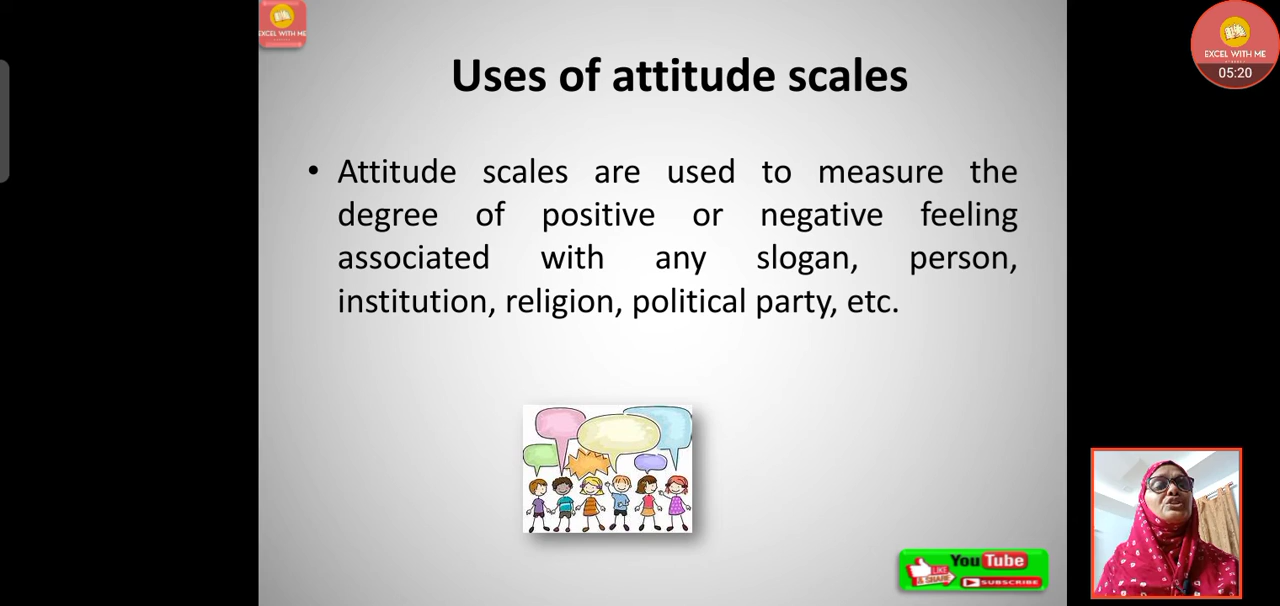 EXCEL WITH ME
EXCEL WITH ME
05:20
Uses of attitude scales
• Attitude scales are used to measure the
degree of positive or negative feeling
associated with any slogan, person,
institution, religion, political party, etc.
YouTube
LIKE
& SHARE
SUBSCRIBE